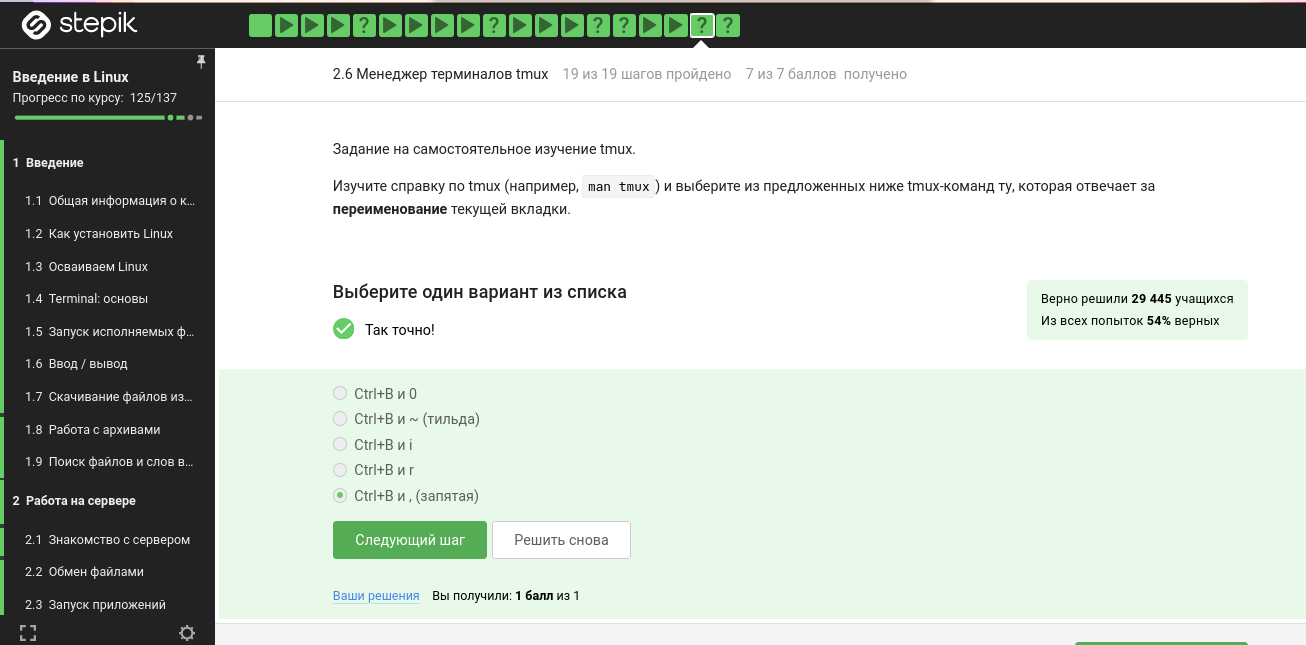 stepik
Введение в Linux
Прогресс по курсу: 125/137
1 Введение
1.1 Общая информация о к...
1.2 Как установить Linux
1.3 Осваиваем Linux
1.4 Terminal: основы
1.5 Запуск исполняемых ф...
1.6 Ввод / вывод
1.7 Скачивание файлов из...
1.8 Работа с архивами
1.9 Поиск файлов и слов в...
2 Работа на сервере
2.1 Знакомство с сервером
2.2 Обмен файлами
2.3 Запуск приложений
? ? ? ? ? ?
2.6 Менеджер терминалов tmux 19 из 19 шагов пройдено 7 из 7 баллов получено
Задание на самостоятельное изучение tmux.
Изучите справку по tmux (например, man tmux) и выберите из предложенных ниже tmux-команд ту, которая отвечает за
переименование текущей вкладки.
Выберите один вариант из списка
Так точно!
Верно решили 29 445 учащихся
Из всех попыток 54% верных
Ctrl+B и 0
Ctrl+B и ~ (тильда)
Ctrl+B и i
Ctrl+B и r
Ctrl+B и , (запятая)
Следующий шаг
Решить снова
Ваши решения Вы получили: 1 балл из 1